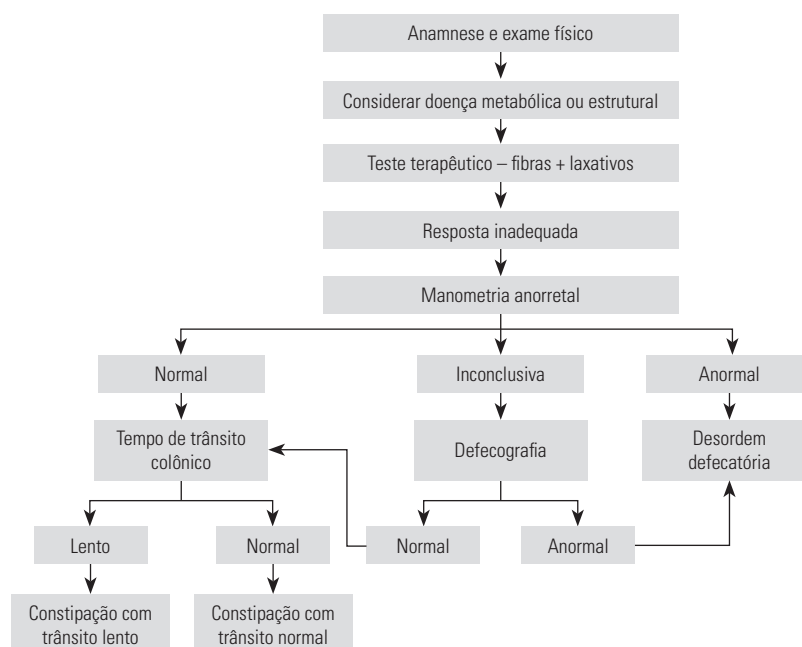 Anamnese e exame físico
Considerar doença metabólica ou estrutural
Teste terapêutico – fibras + laxativos
Resposta inadequada
Manometria anorretal
Normal
Inconclusiva
Anormal
Tempo de trânsito
colônico
Defecografia
Desordem
defecatória
Lento
Normal
Normal
Anormal
Constipação com
trânsito lento
Constipação com
trânsito normal